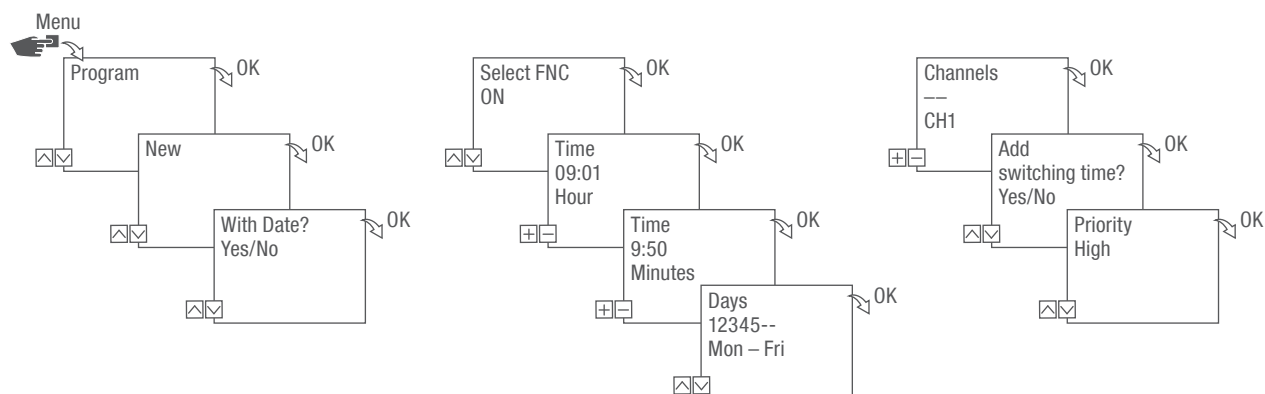 Menu
Program
OK
New
OK
With Date?
Yes/No
OK
Select FNC
ON
OK
Time
09:01
Hour
OK
+ −
Time
9:50
Minutes
OK
+ −
Days
12345--
Mon – Fri
OK
Channels
––
CH1
OK
+ −
Add
switching time?
Yes/No
OK
Priority
High
OK